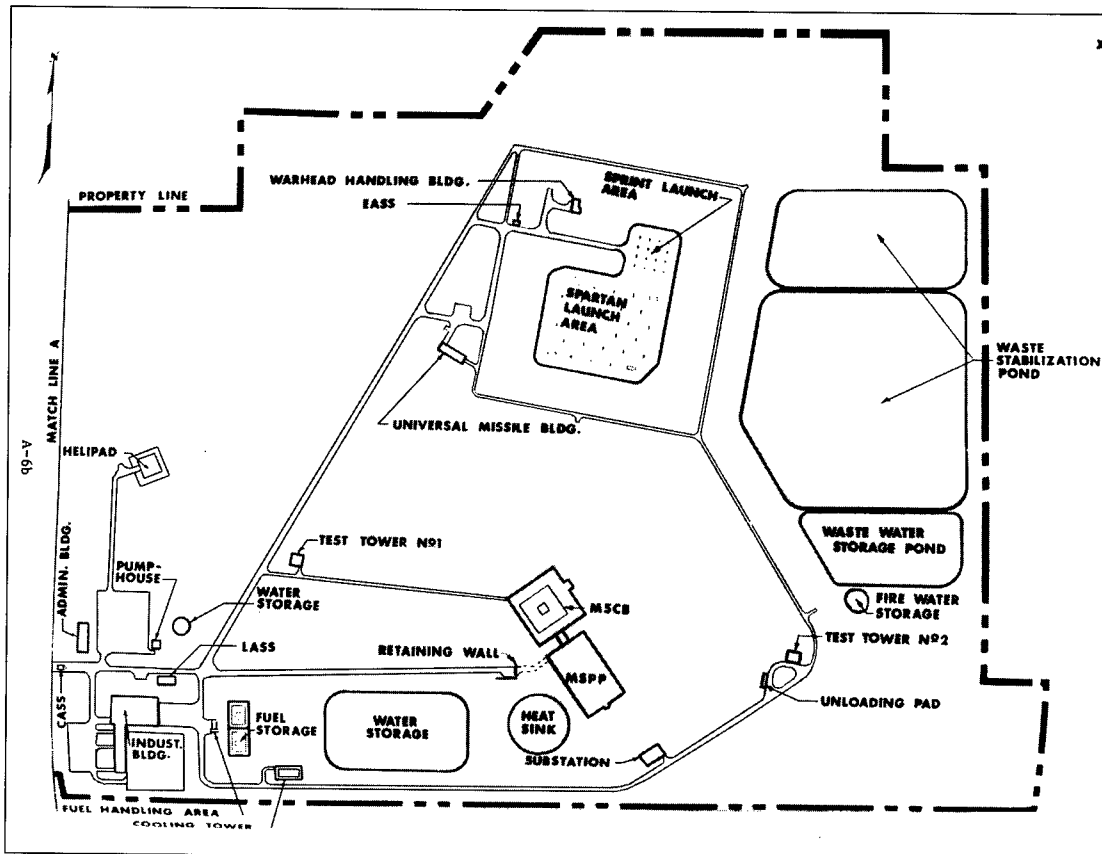 PROPERTY LINE
WARHEAD HANDLING BLDG.
EASS
SPRINT LAUNCH
AREA
SPARTAN
LAUNCH
AREA
WASTE
STABILIZATION
POND
MATCH LINE A
UNIVERSAL MISSILE BLDG.
A-69
HELIPAD
WASTE WATER
STORAGE POND
TEST TOWER Nº1
ADMIN. BLDG.
PUMP-
HOUSE
WATER
STORAGE
MSCB
FIRE WATER
STORAGE
TEST TOWER Nº2
LASS
RETAINING WALL
MSPP
UNLOADING PAD
CASS
FUEL
STORAGE
WATER
STORAGE
HEAT
SINK
INDUST.
BLDG.
SUBSTATION
FUEL HANDLING AREA
COOLING TOWER